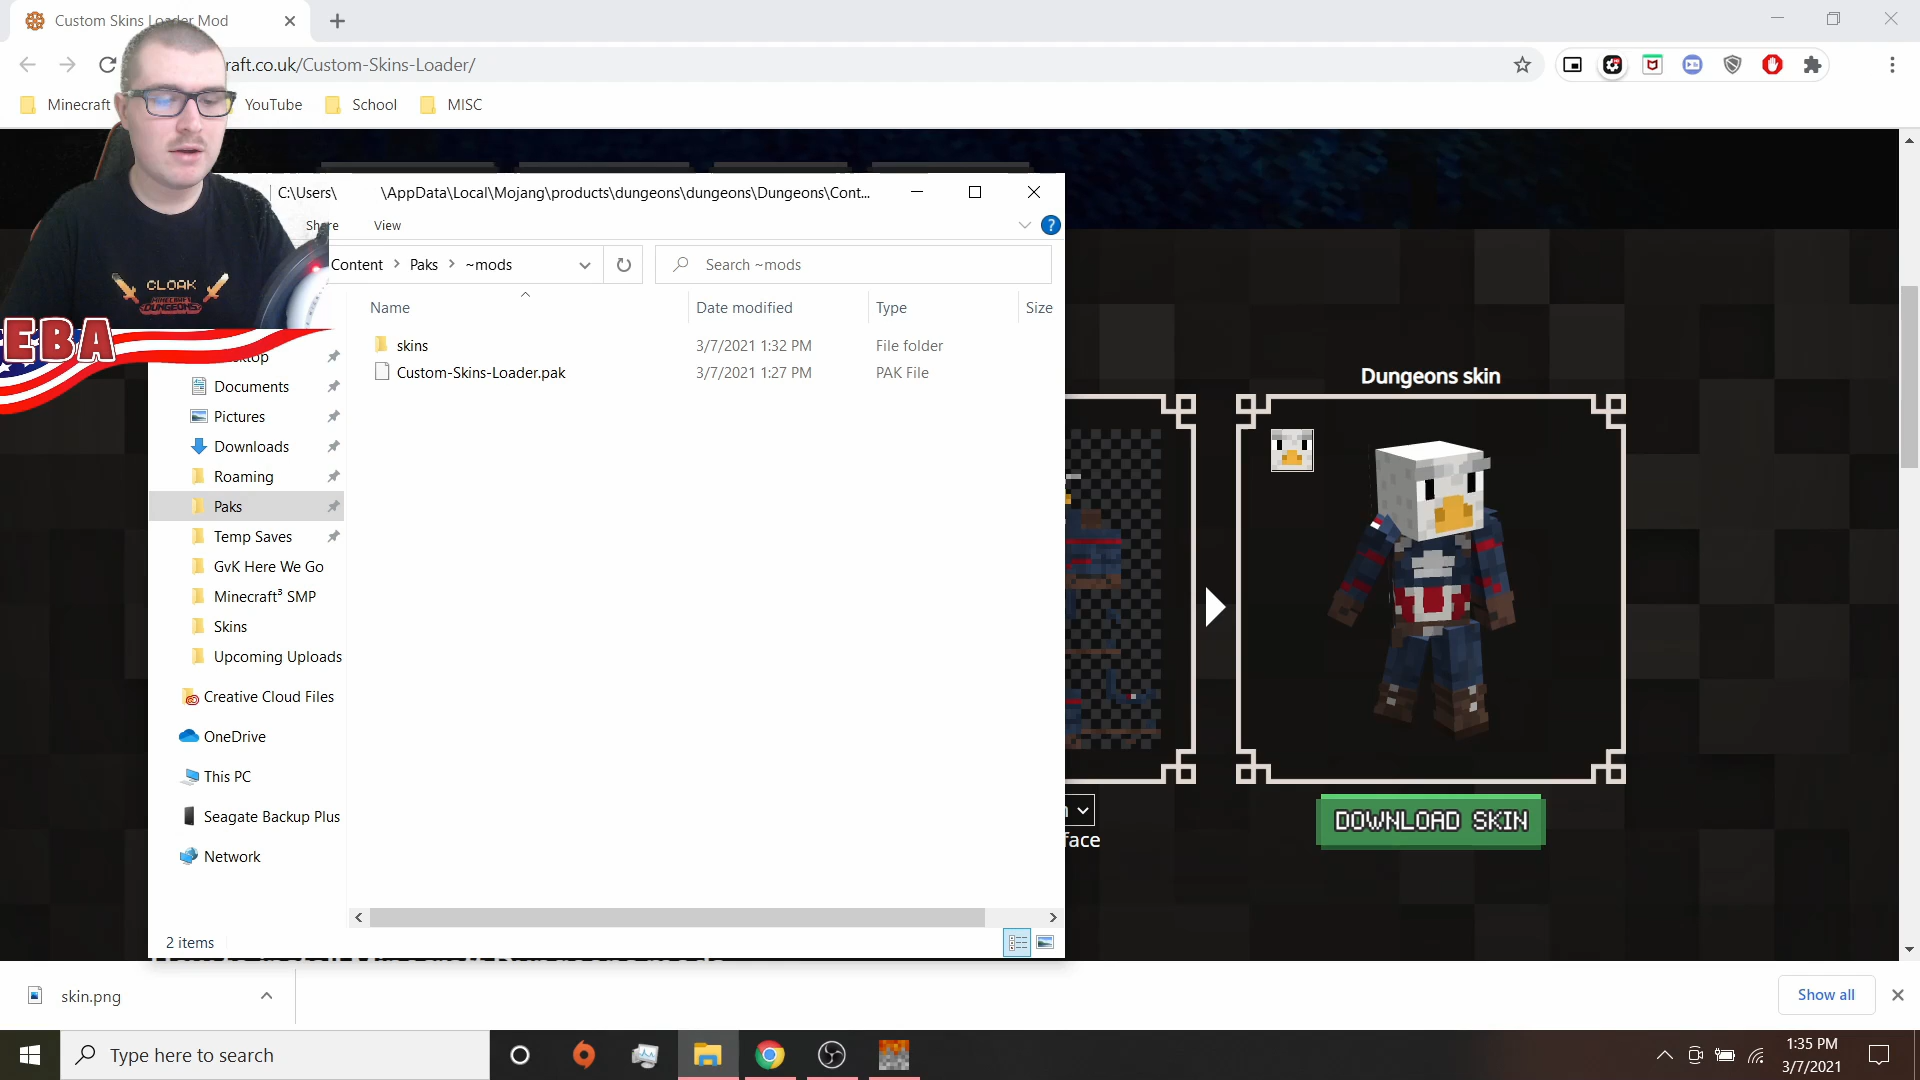 Custom Skins Loader Mod
raft.co.uk/Custom-Skins-Loader/
Minecraft
YouTube
School
MISC
C:\Users\ \AppData\Local\Mojang\products\dungeons\dungeons\Dungeons\Cont...
Share
View
Content > Paks > ~mods
Search ~mods
Name
Date modified
Type
Size
skins
3/7/2021 1:32 PM
File folder
Custom-Skins-Loader.pak
3/7/2021 1:27 PM
PAK File
CLOAK
MINECRAFT
DUNGEONS
EBA
Documents
Pictures
Downloads
Roaming
Paks
Temp Saves
GvK Here We Go
Minecraft³ SMP
Skins
Upcoming Uploads
Creative Cloud Files
OneDrive
This PC
Seagate Backup Plus
Network
2 items
Dungeons skin
face
DOWNLOAD SKIN
skin.png
Show all
Type here to search
1:35 PM
3/7/2021